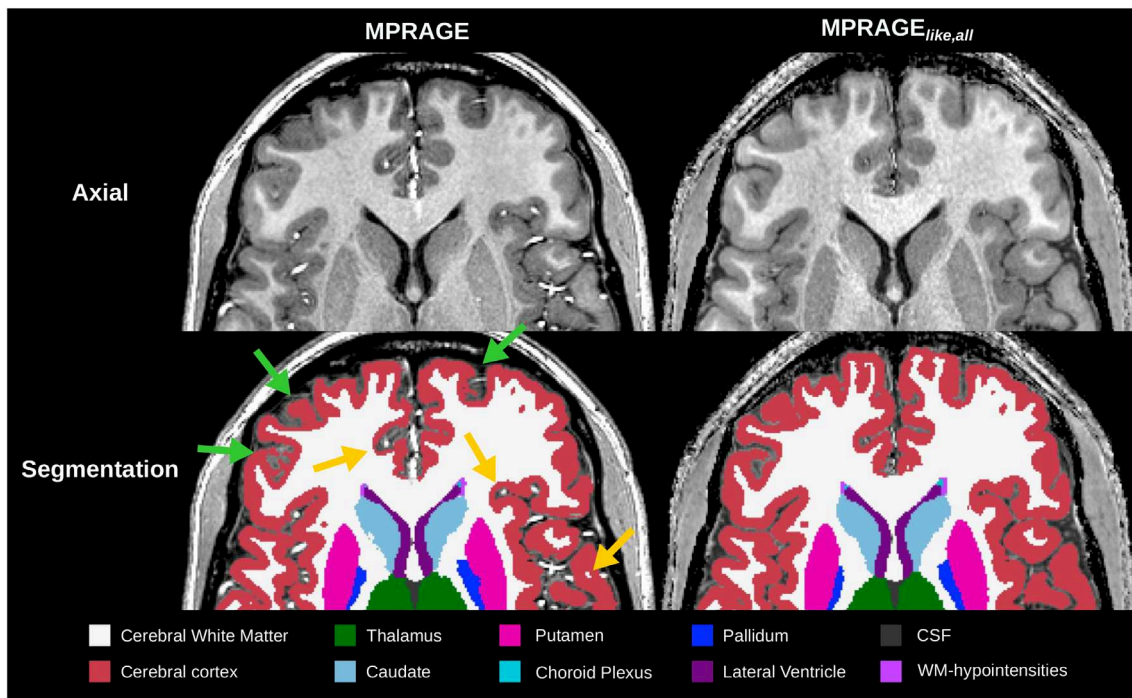 MPRAGE
MPRAGElike,all
Axial
Segmentation
Cerebral White Matter
Thalamus
Putamen
Pallidum
CSF
Cerebral cortex
Caudate
Choroid Plexus
Lateral Ventricle
WM-hypointensities